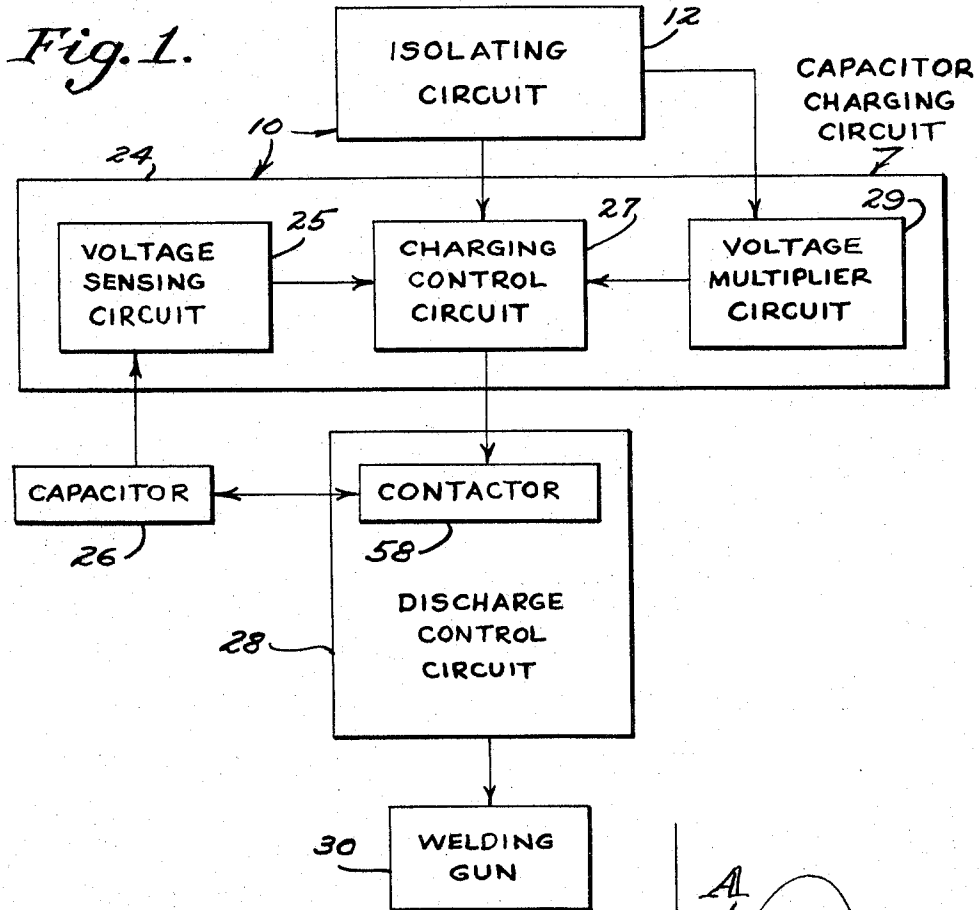 Fig. 1.
ISOLATING
CIRCUIT
12
CAPACITOR
CHARGING
CIRCUIT
10
24
25
VOLTAGE
SENSING
CIRCUIT
27
CHARGING
CONTROL
CIRCUIT
29
VOLTAGE
MULTIPLIER
CIRCUIT
CAPACITOR
26
CONTACTOR
58
DISCHARGE
CONTROL
CIRCUIT
28
30
WELDING
GUN
A